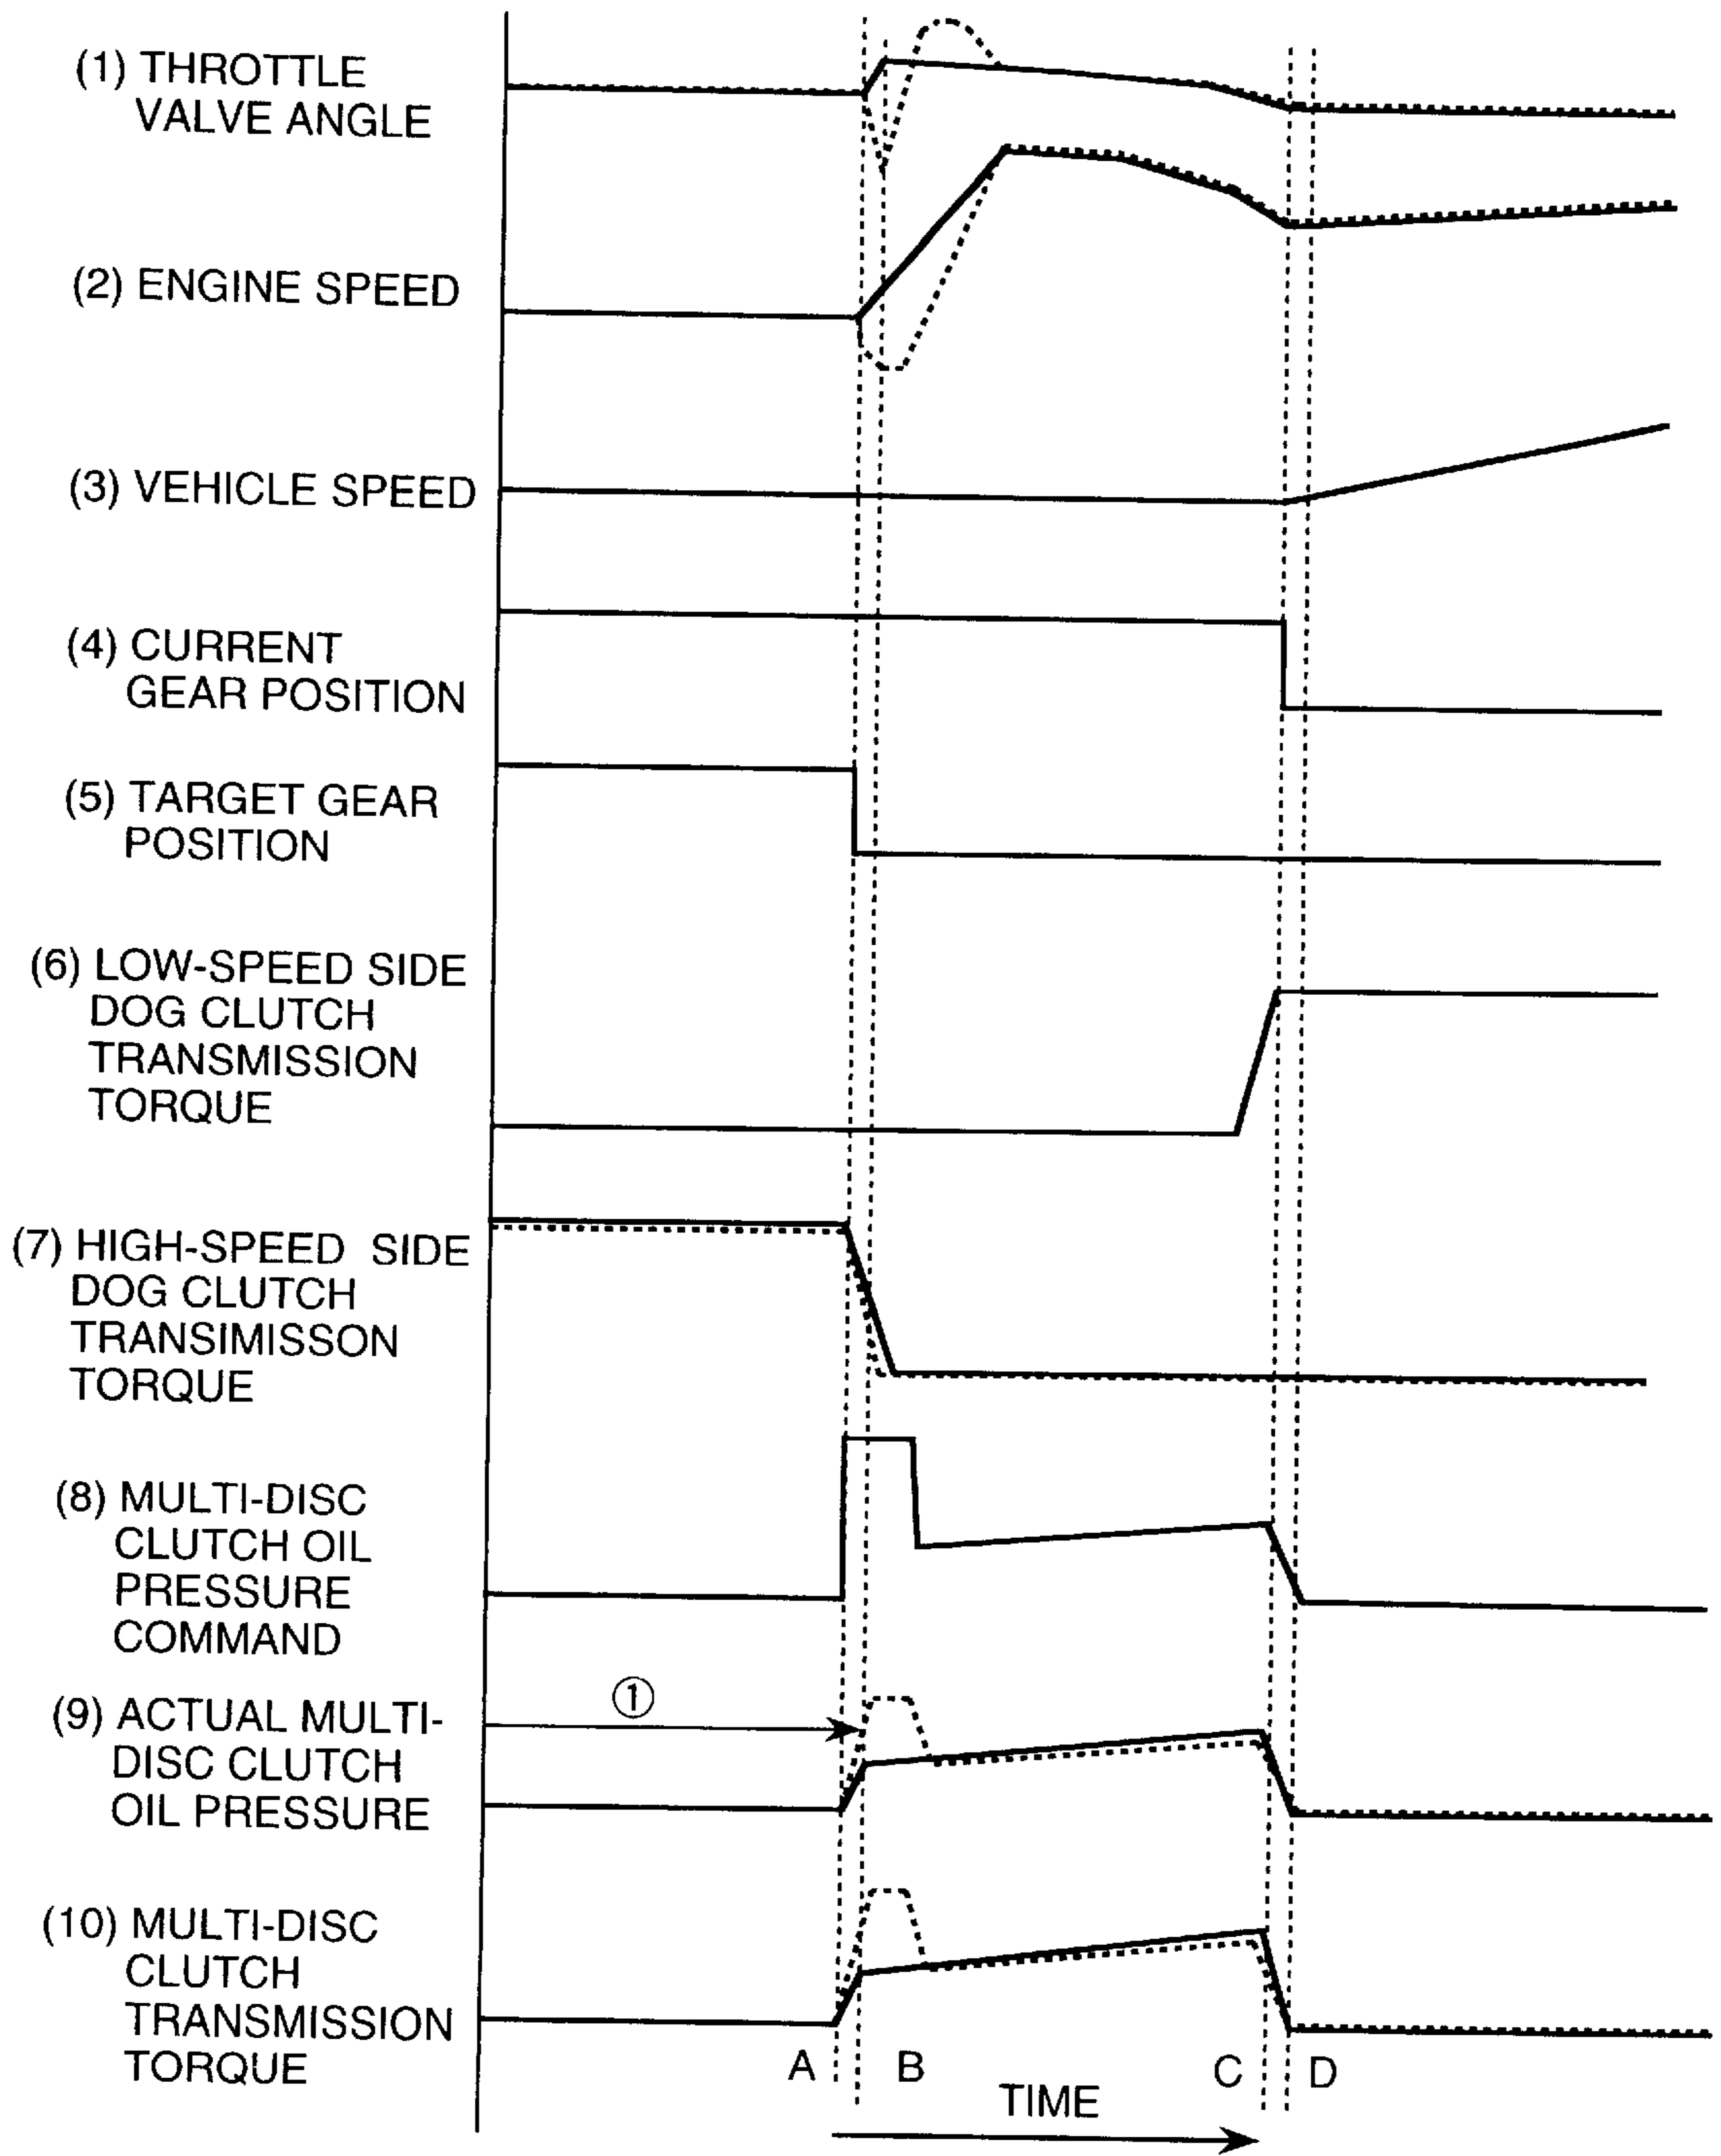 (1) THROTTLE
VALVE ANGLE
(2) ENGINE SPEED
(3) VEHICLE SPEED
(4) CURRENT
GEAR POSITION
(5) TARGET GEAR
POSITION
(6) LOW-SPEED SIDE
DOG CLUTCH
TRANSMISSION
TORQUE
(7) HIGH-SPEED SIDE
DOG CLUTCH
TRANSIMISSON
TORQUE
(8) MULTI-DISC
CLUTCH OIL
PRESSURE
COMMAND
①
(9) ACTUAL MULTI-
DISC CLUTCH
OIL PRESSURE
(10) MULTI-DISC
CLUTCH
TRANSMISSION
TORQUE
A B C D
TIME